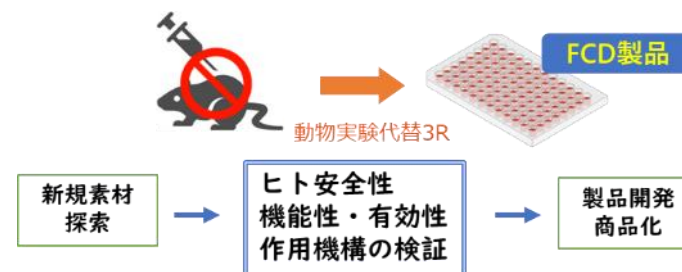 FCD製品
動物実験代替3R
新規素材
探索
ヒト安全性
機能性・有効性
作用機構の検証
製品開発
商品化